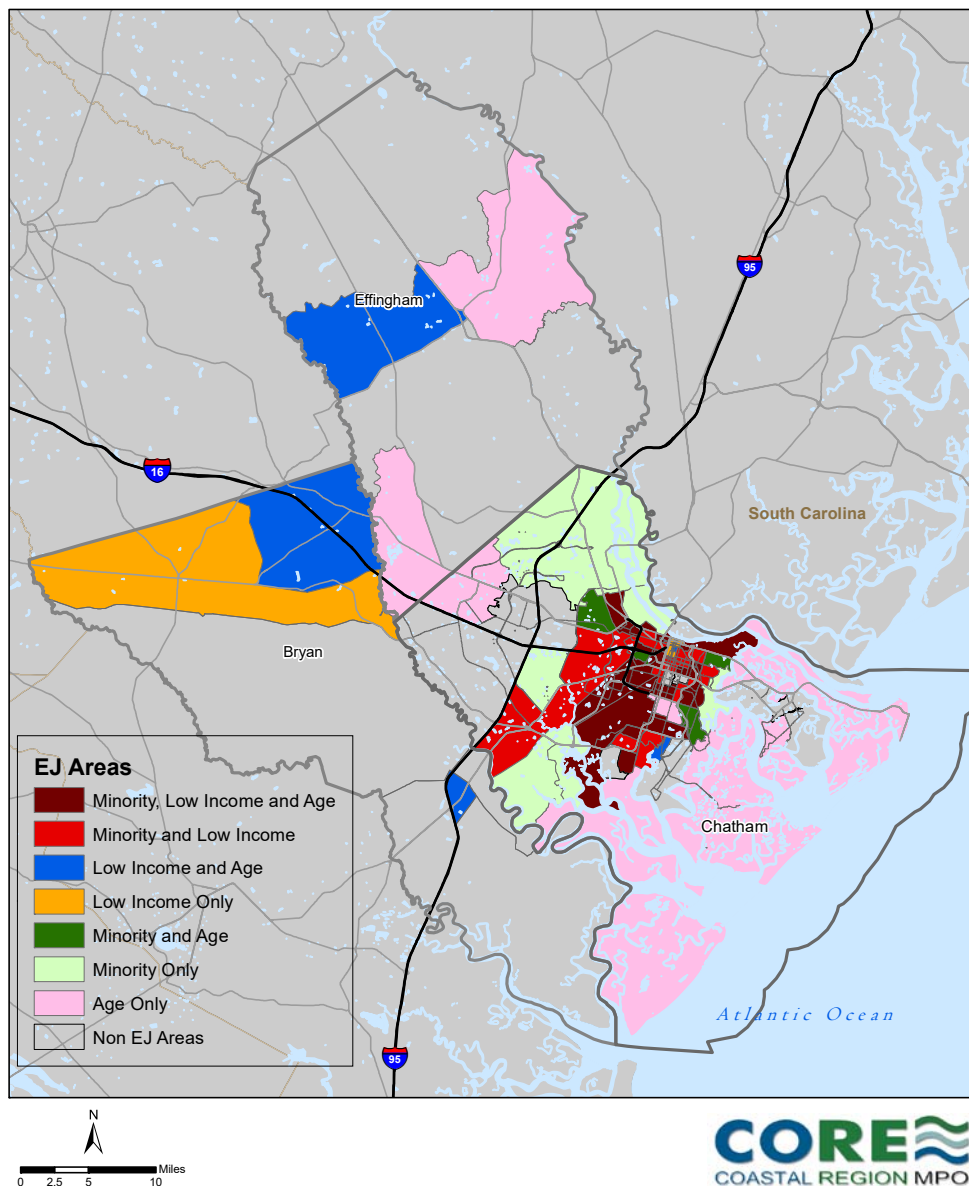 95
Effingham
16
South Carolina
Bryan
EJ Areas
Minority, Low Income and Age
Minority and Low Income
Low Income and Age
Low Income Only
Minority and Age
Minority Only
Age Only
Non EJ Areas
Chatham
Atlantic Ocean
95
N
Miles
0 2.5 5 10
CORE
COASTAL REGION MPO